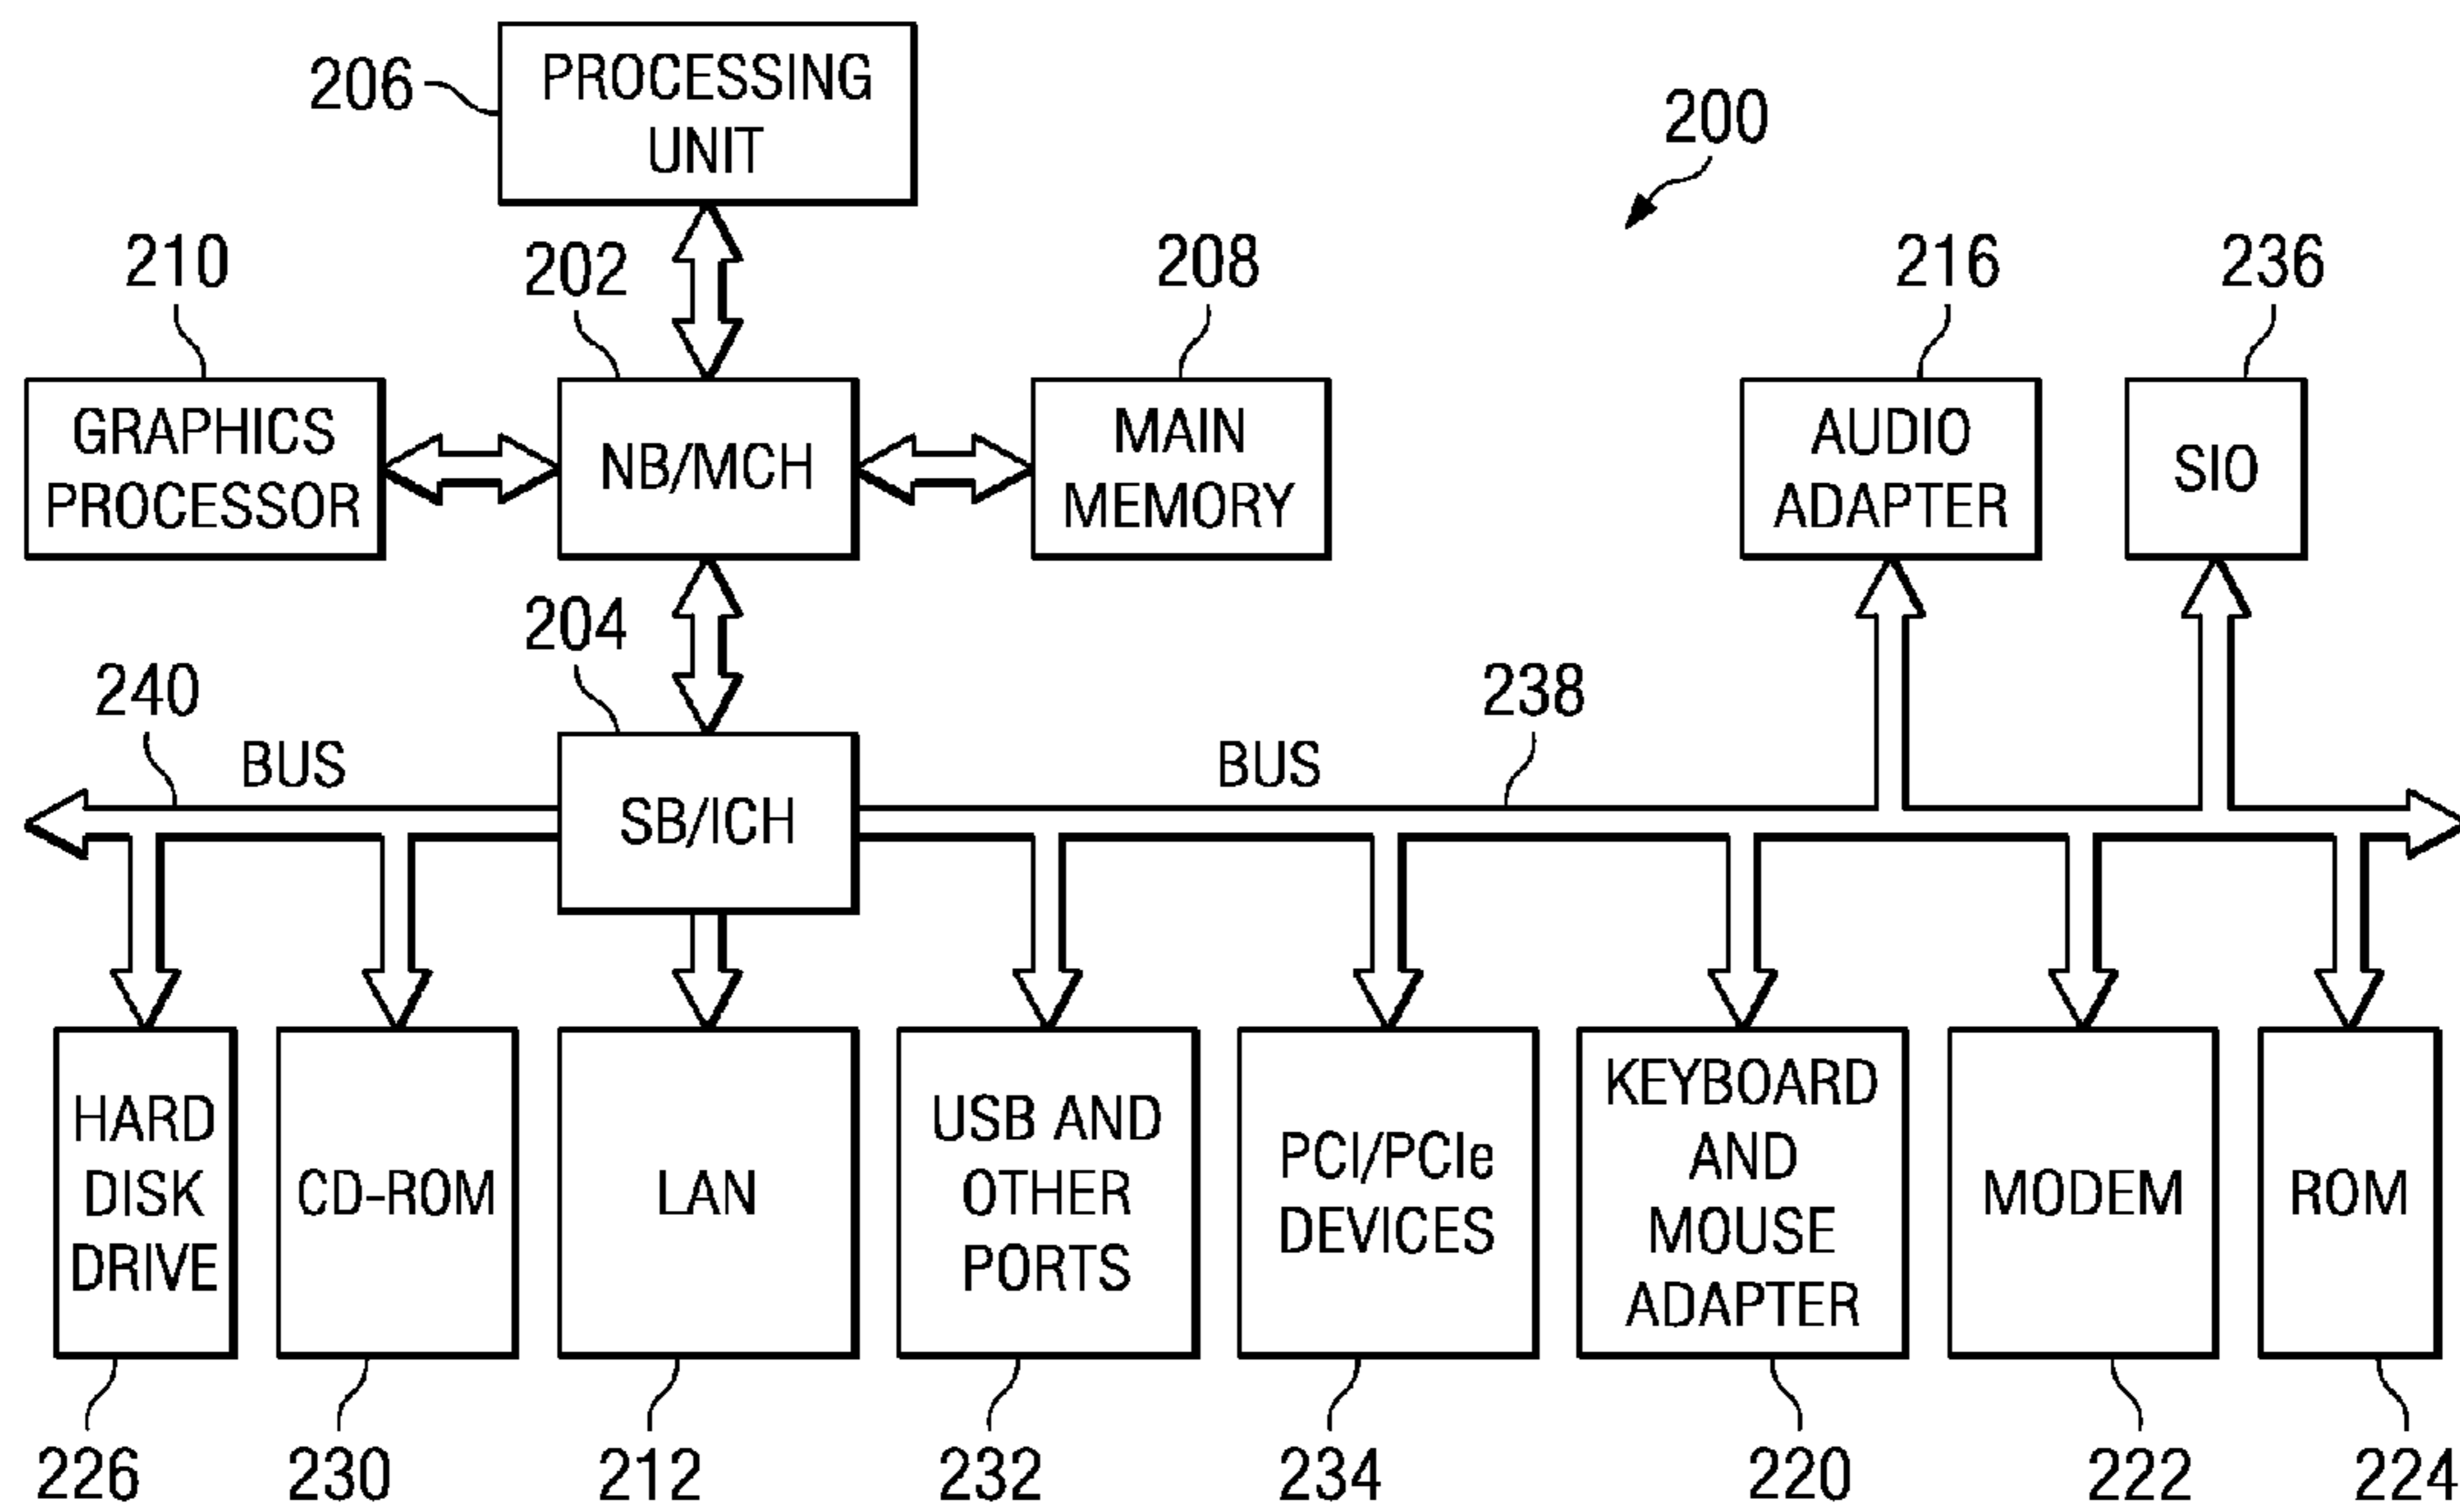 206
PROCESSING
UNIT
200
210
202
208
216
236
GRAPHICS
PROCESSOR
NB/MCH
MAIN
MEMORY
AUDIO
ADAPTER
SIO
204
240
BUS
238
BUS
SB/ICH
HARD
DISK
DRIVE
CD-ROM
LAN
USB AND
OTHER
PORTS
PCI/PCIe
DEVICES
KEYBOARD
AND
MOUSE
ADAPTER
MODEM
ROM
226
230
212
232
234
220
222
224